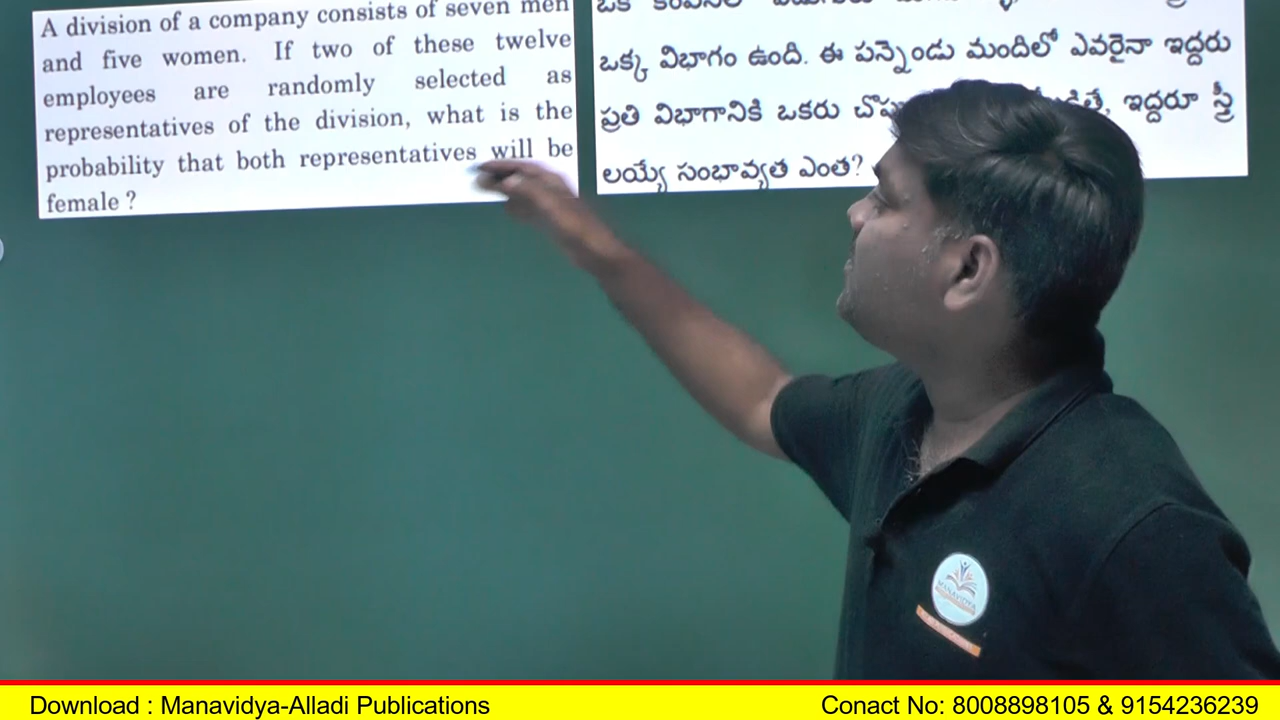 A division of a company consists of seven men
and five women. If two of these twelve
employees are randomly selected as
representatives of the division, what is the
probability that both representatives will be
female ?
ఒక్క విభాగం ఉంది. ఈ పన్నెండు మందిలో ఎవరైనా ఇద్దరు
ప్రతి విభాగానికి ఒకరు ఇద్దరూ స్త్రీ
లయ్యే సంభావ్యత ఎంత?
MANAVIDYA
Download : Manavidya-Alladi Publications
Conact No: 8008898105 & 9154236239